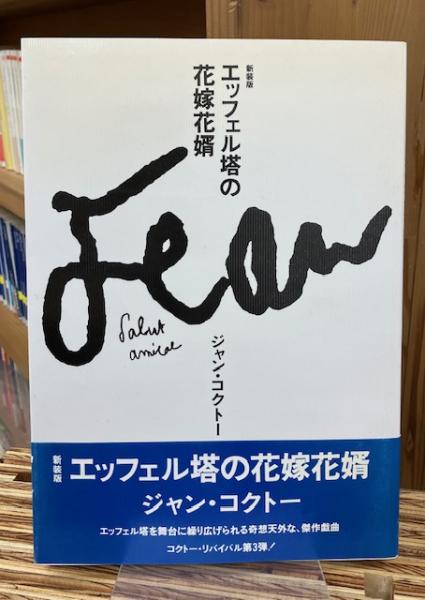 新装版
エッフェル塔の
花嫁花婿
Jean
Salut
amical
ジャン・コクトー
新装版
エッフェル塔の花嫁花婿
ジャン・コクトー
エッフェル塔を舞台に繰り広げられる奇想天外な、傑作戯曲
コクトー・リバイバル第3弾!